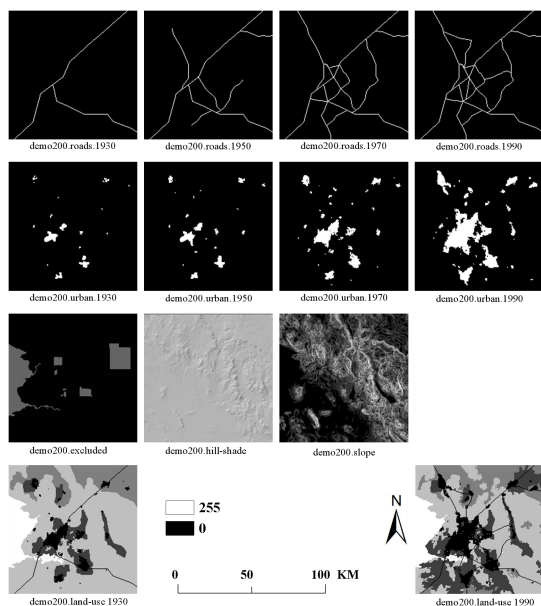 demo200.roads.1930 demo200.roads.1950 demo200.roads.1970 demo200.roads.1990
demo200.urban.1930 demo200.urban.1950 demo200.urban.1970 demo200.urban.1990
demo200.excluded demo200.hill-shade demo200.slope
255
0
N
0 50 100 KM
demo200.land-use 1930 demo200.land-use 1990